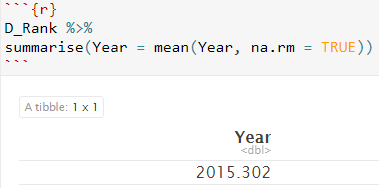 ```{r}
D_Rank %>%
summarise(Year = mean(Year, na.rm = TRUE))
```
A tibble: 1 x 1
Year
<dbl>
2015.302